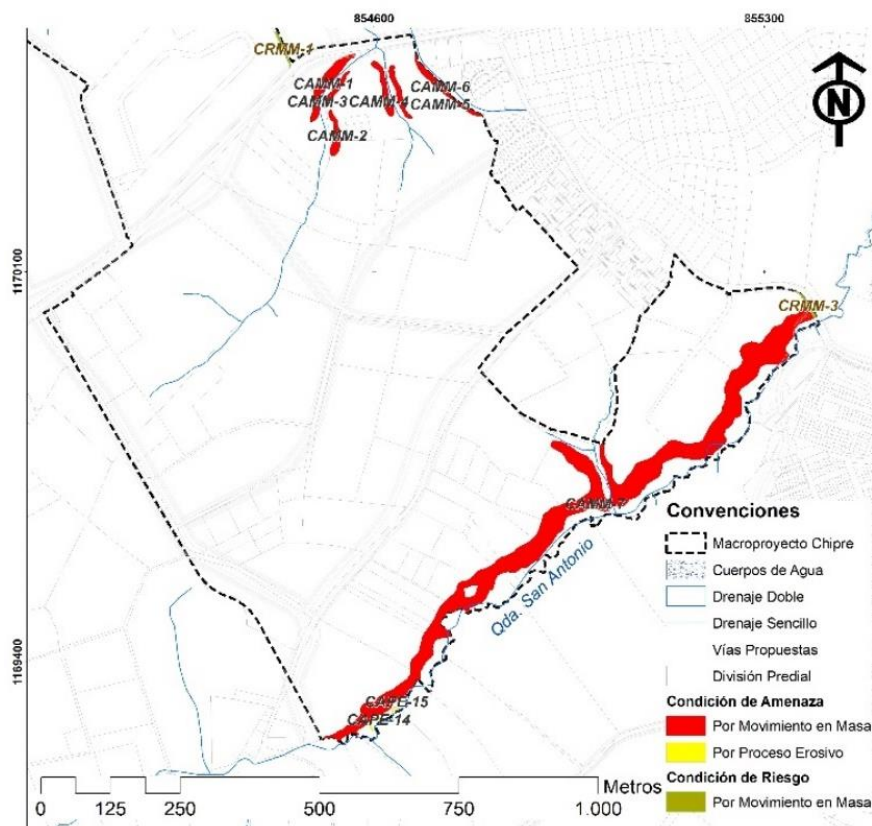 854600
855300
CRMM-1
N
CAMM-1
CAMM-6
CAMM-3
CAMM-4
CAMM-5
CAMM-2
1170100
CRMM-3
CAMM-7
Convenciones
Macroproyecto Chipre
Cuerpos de Agua
Drenaje Doble
Drenaje Sencillo
Vías Propuestas
División Predial
Qda. San Antonio
1169400
CAPE-15
CAPE-14
Condición de Amenaza
Por Movimiento en Masa
Por Proceso Erosivo
Condición de Riesgo
Por Movimiento en Masa
Metros
0 125 250 500 750 1.000